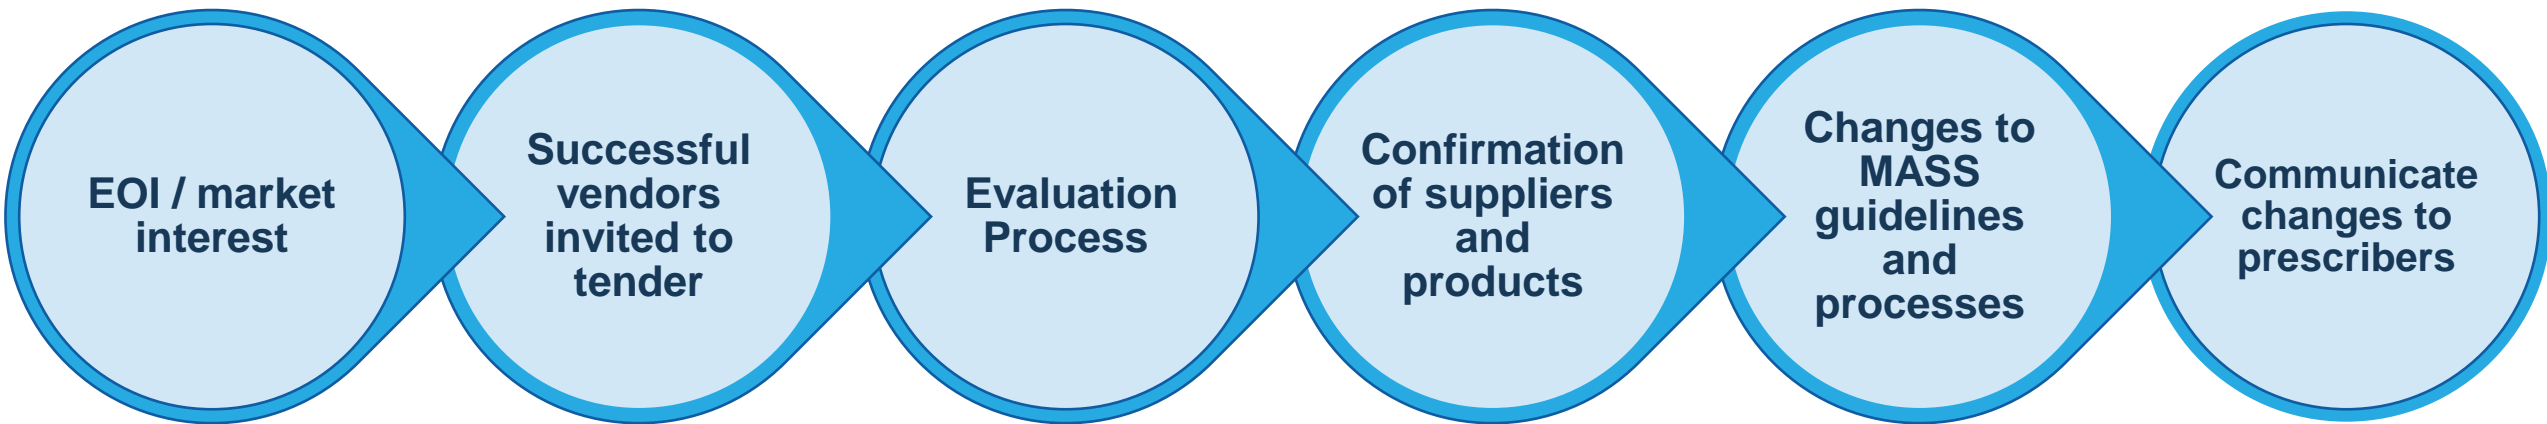 EOI / market
interest
Successful
vendors
invited to
tender
Evaluation
Process
Confirmation
of suppliers
and
products
Changes to
MASS
guidelines
and
processes
Communicate
changes to
prescribers